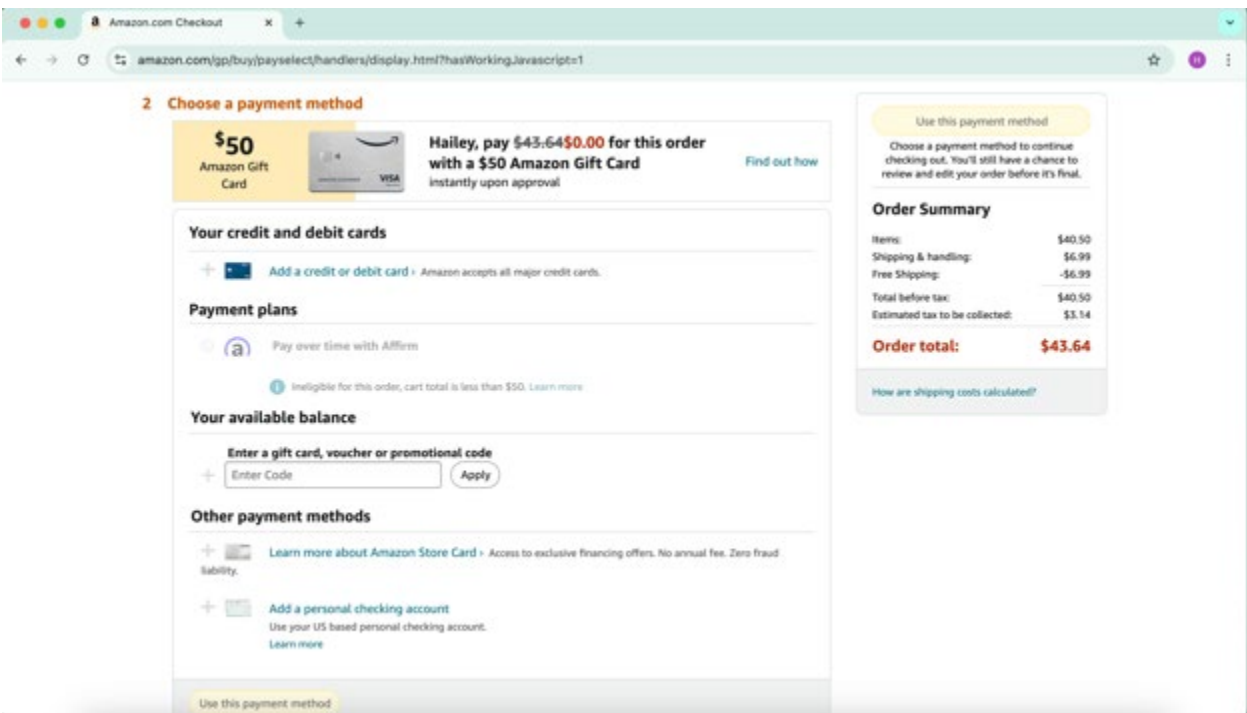 a Amazon.com Checkout × +
amazon.com/gp/buy/payselect/handlers/display.html?hasWorkingJavascript=1
H
2 Choose a payment method
$50
Amazon Gift
Card
VISA
Hailey, pay $43.64$0.00 for this order
with a $50 Amazon Gift Card
instantly upon approval
Find out how
Your credit and debit cards
Add a credit or debit card › Amazon accepts all major credit cards.
Payment plans
a Pay over time with Affirm
i Ineligible for this order, cart total is less than $50. Learn more
Your available balance
Enter a gift card, voucher or promotional code
Enter Code Apply
Other payment methods
Learn more about Amazon Store Card › Access to exclusive financing offers. No annual fee. Zero fraud
liability.
Add a personal checking account
Use your US based personal checking account.
Learn more
Use this payment method
Use this payment method
Choose a payment method to continue
checking out. You'll still have a chance to
review and edit your order before it's final.
Order Summary
Items: $40.50
Shipping & handling: $6.99
Free Shipping: -$6.99
Total before tax: $40.50
Estimated tax to be collected: $3.14
Order total: $43.64
How are shipping costs calculated?